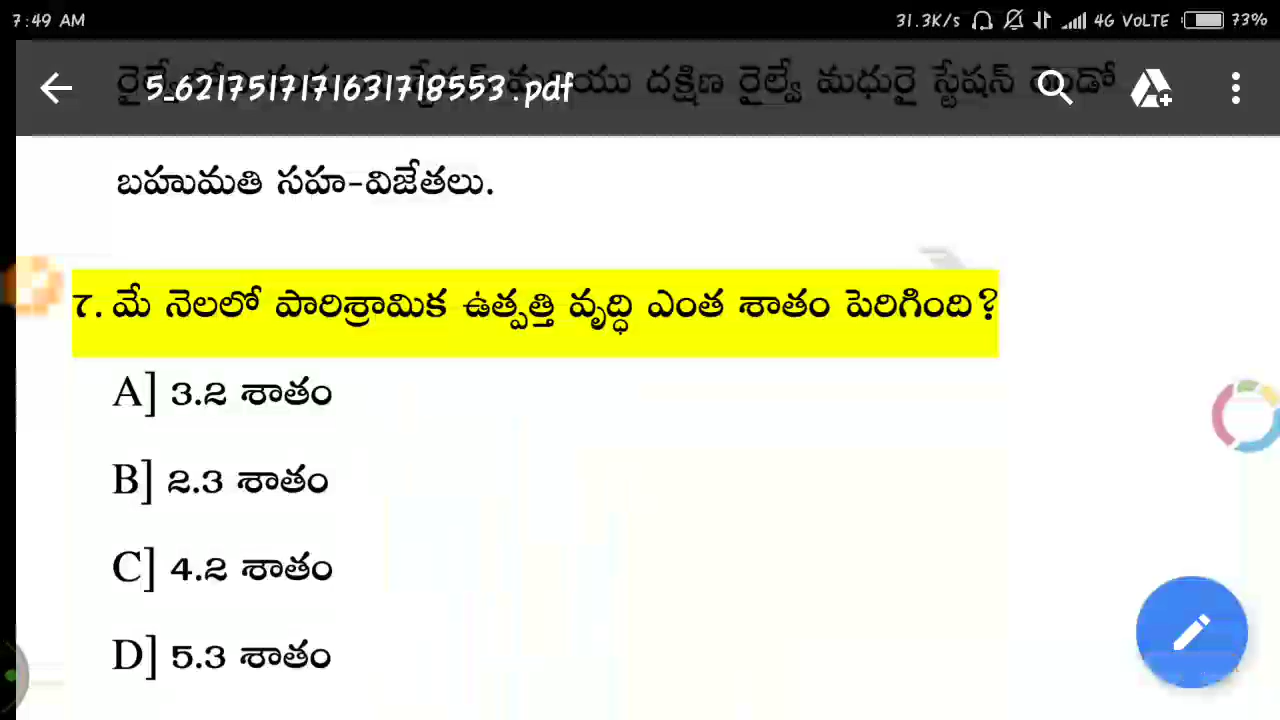 7:49 AM 31.3K/s 4G VoLTE 73%
5_6217517171631718553.pdf
దక్షిణ రైల్వే మధురై స్టేషన్ రెండో
బహుమతి సహ-విజేతలు.
7. మే నెలలో పారిశ్రామిక ఉత్పత్తి వృద్ధి ఎంత శాతం పెరిగింది?
A] 3.2 శాతం
B] 2.3 శాతం
C] 4.2 శాతం
D] 5.3 శాతం